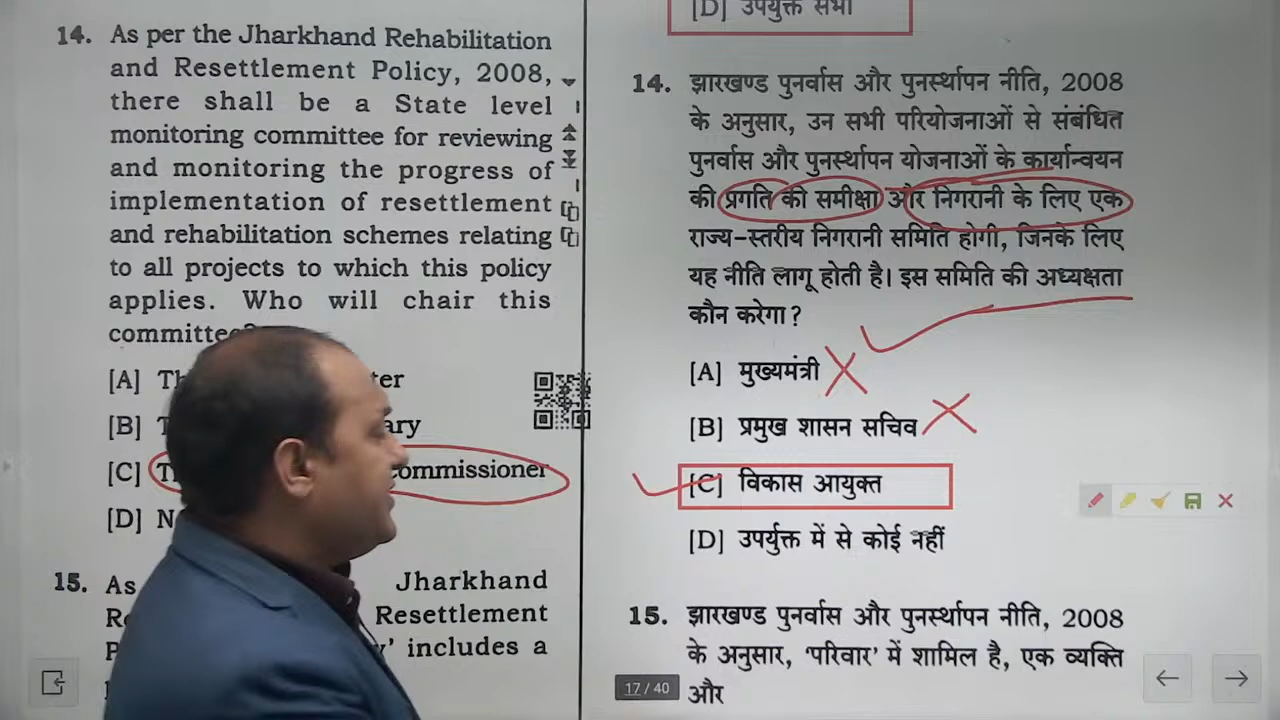 14. As per the Jharkhand Rehabilitation
and Resettlement Policy, 2008,
there shall be a State level
monitoring committee for reviewing
and monitoring the progress of
implementation of resettlement
and rehabilitation schemes relating
to all projects to which this policy
applies. Who will chair this
committee?
[A] Th ter
[B] T ary
[C] T ommissioner
[D] N
15. As Jharkhand
R Resettlement
P ' includes a
[D] उपर्युक्त सभी
14. झारखण्ड पुनर्वास और पुनर्स्थापन नीति, 2008
के अनुसार, उन सभी परियोजनाओं से संबंधित
पुनर्वास और पुनर्स्थापन योजनाओं के कार्यान्वयन
की प्रगति की समीक्षा और निगरानी के लिए एक
राज्य-स्तरीय निगरानी समिति होगी, जिनके लिए
यह नीति लागू होती है। इस समिति की अध्यक्षता
कौन करेगा?
[A] मुख्यमंत्री
[B] प्रमुख शासन सचिव
[C] विकास आयुक्त
[D] उपर्युक्त में से कोई नहीं
15. झारखण्ड पुनर्वास और पुनर्स्थापन नीति, 2008
के अनुसार, 'परिवार' में शामिल है, एक व्यक्ति
और
17 / 40